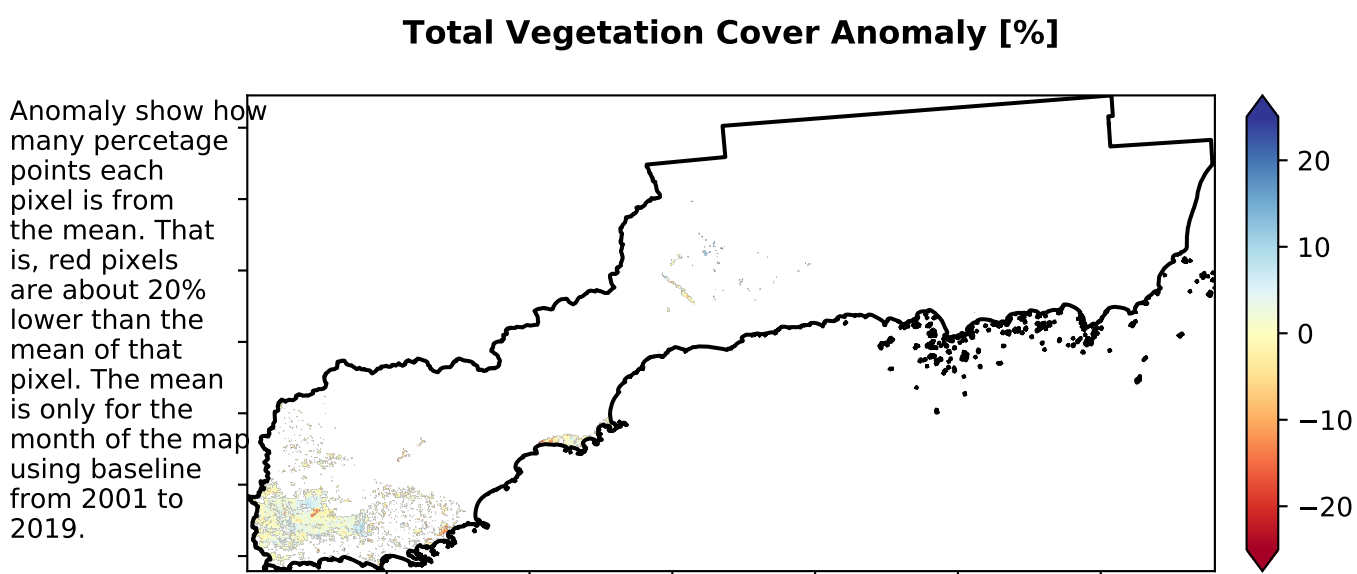 Total Vegetation Cover Anomaly [%]
Anomaly show how
many percetage
points each
pixel is from
the mean. That
is, red pixels
are about 20%
lower than the
mean of that
pixel. The mean
is only for the
month of the map
using baseline
from 2001 to
2019.
20
10
0
−10
−20